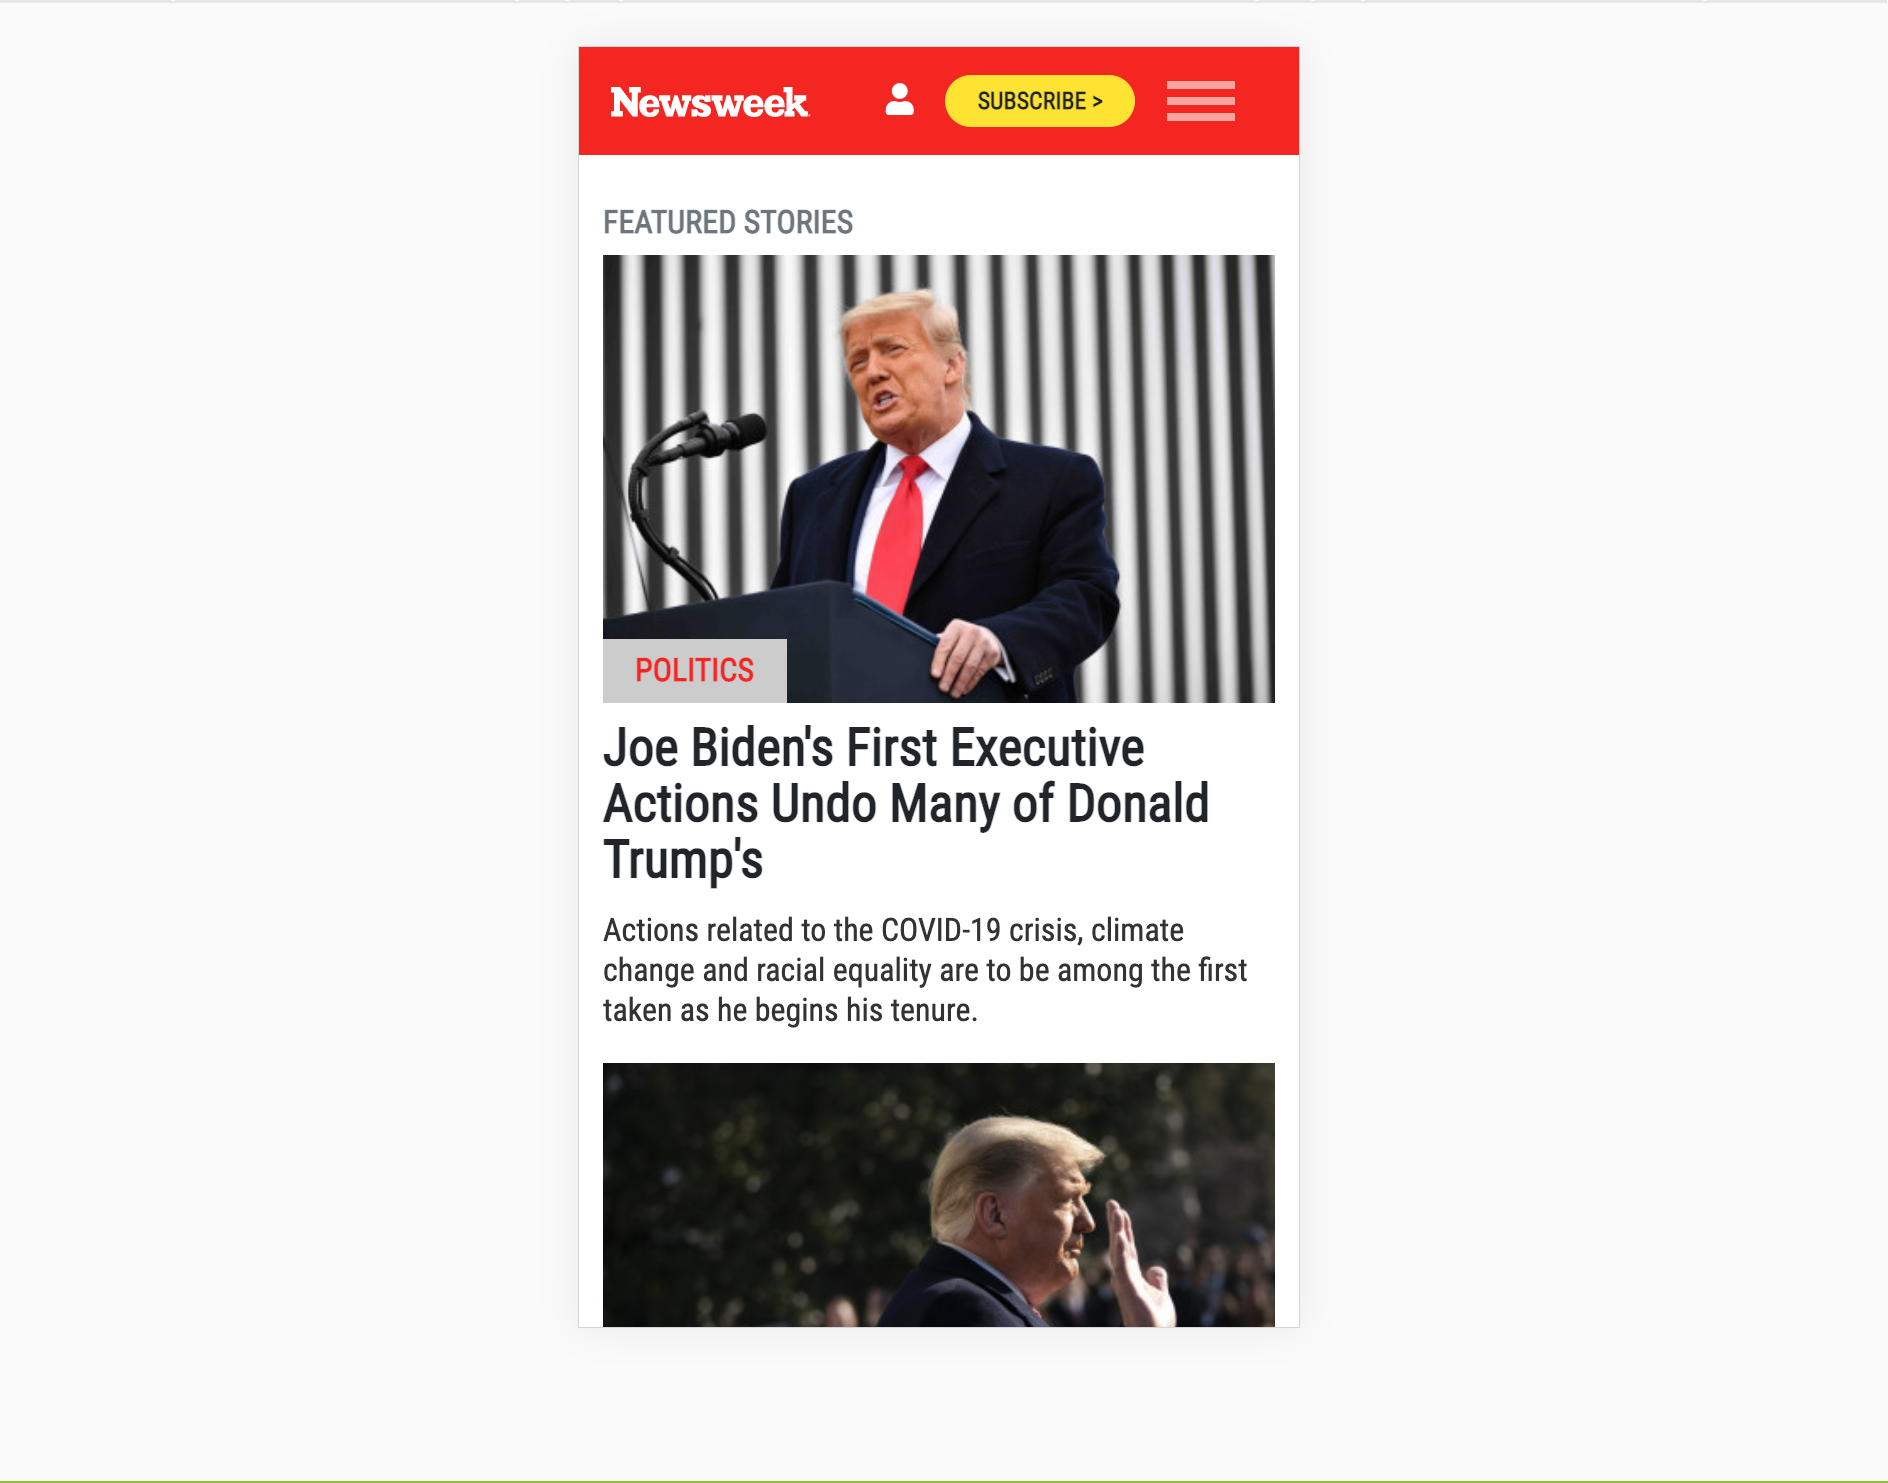 Newsweek
SUBSCRIBE >
FEATURED STORIES
POLITICS
Joe Biden's First Executive
Actions Undo Many of Donald
Trump's
Actions related to the COVID-19 crisis, climate
change and racial equality are to be among the first
taken as he begins his tenure.